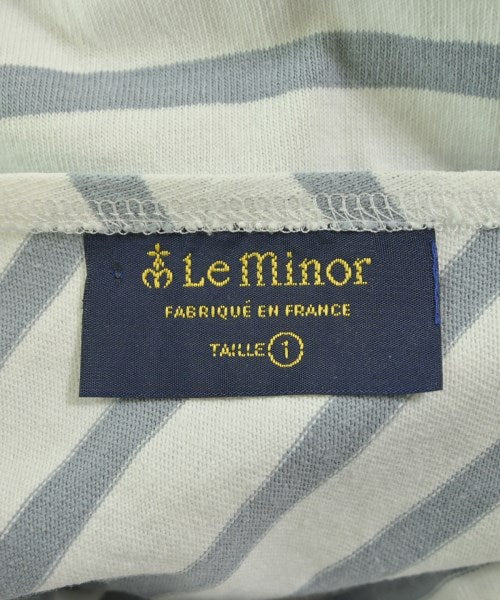 Le Minor
FABRIQUÉ EN FRANCE
TAILLE 1